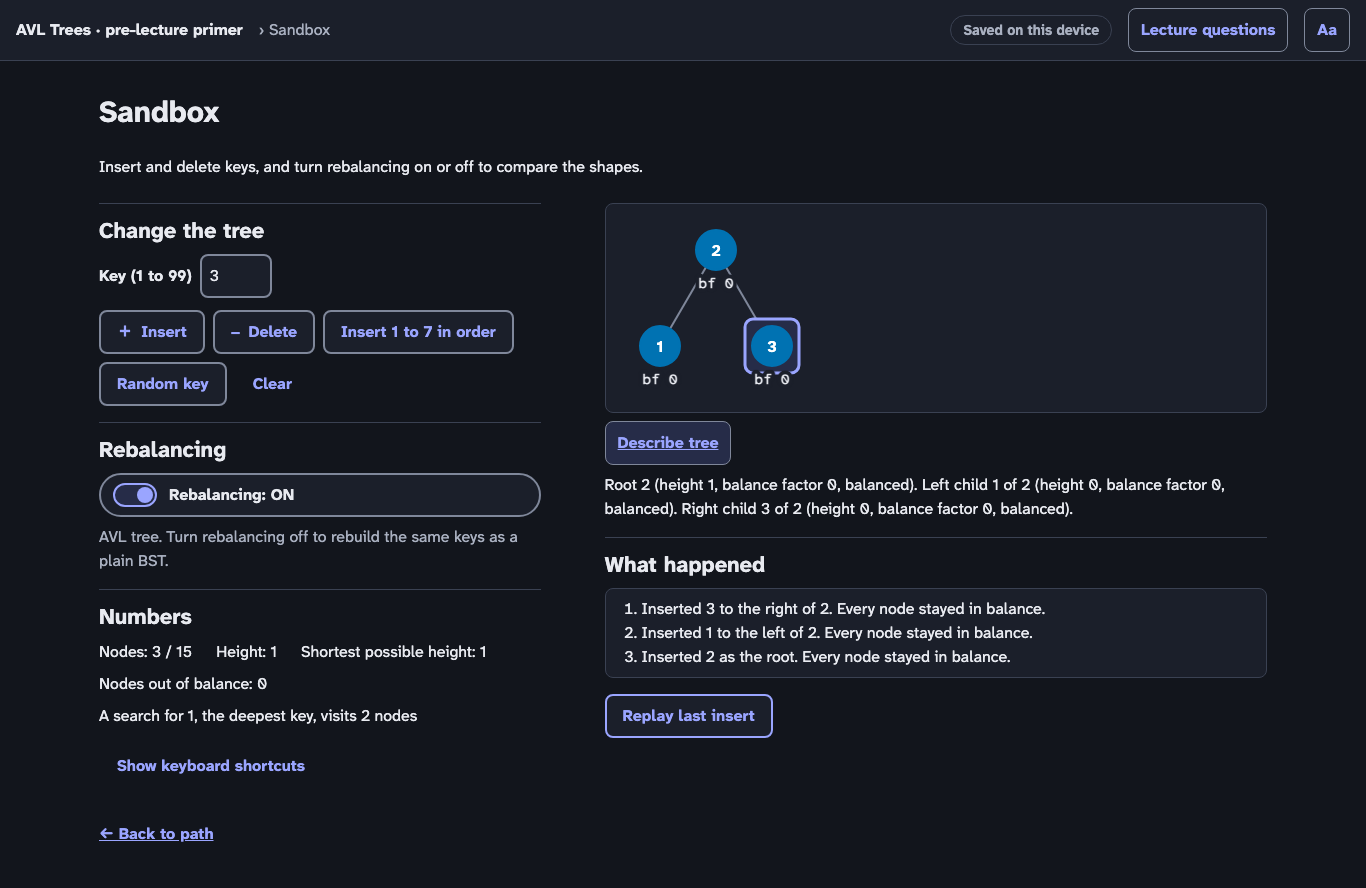 AVL Trees · pre-lecture primer › Sandbox
Saved on this device
Lecture questions
Aa
Sandbox
Insert and delete keys, and turn rebalancing on or off to compare the shapes.
Change the tree
Key (1 to 99) 3
+ Insert
– Delete
Insert 1 to 7 in order
Random key
Clear
Rebalancing
Rebalancing: ON
AVL tree. Turn rebalancing off to rebuild the same keys as a
plain BST.
Numbers
Nodes: 3 / 15 Height: 1 Shortest possible height: 1
Nodes out of balance: 0
A search for 1, the deepest key, visits 2 nodes
Show keyboard shortcuts
← Back to path
2
bf 0
1
bf 0
3
bf 0
Describe tree
Root 2 (height 1, balance factor 0, balanced). Left child 1 of 2 (height 0, balance factor 0,
balanced). Right child 3 of 2 (height 0, balance factor 0, balanced).
What happened
1. Inserted 3 to the right of 2. Every node stayed in balance.
2. Inserted 1 to the left of 2. Every node stayed in balance.
3. Inserted 2 as the root. Every node stayed in balance.
Replay last insert